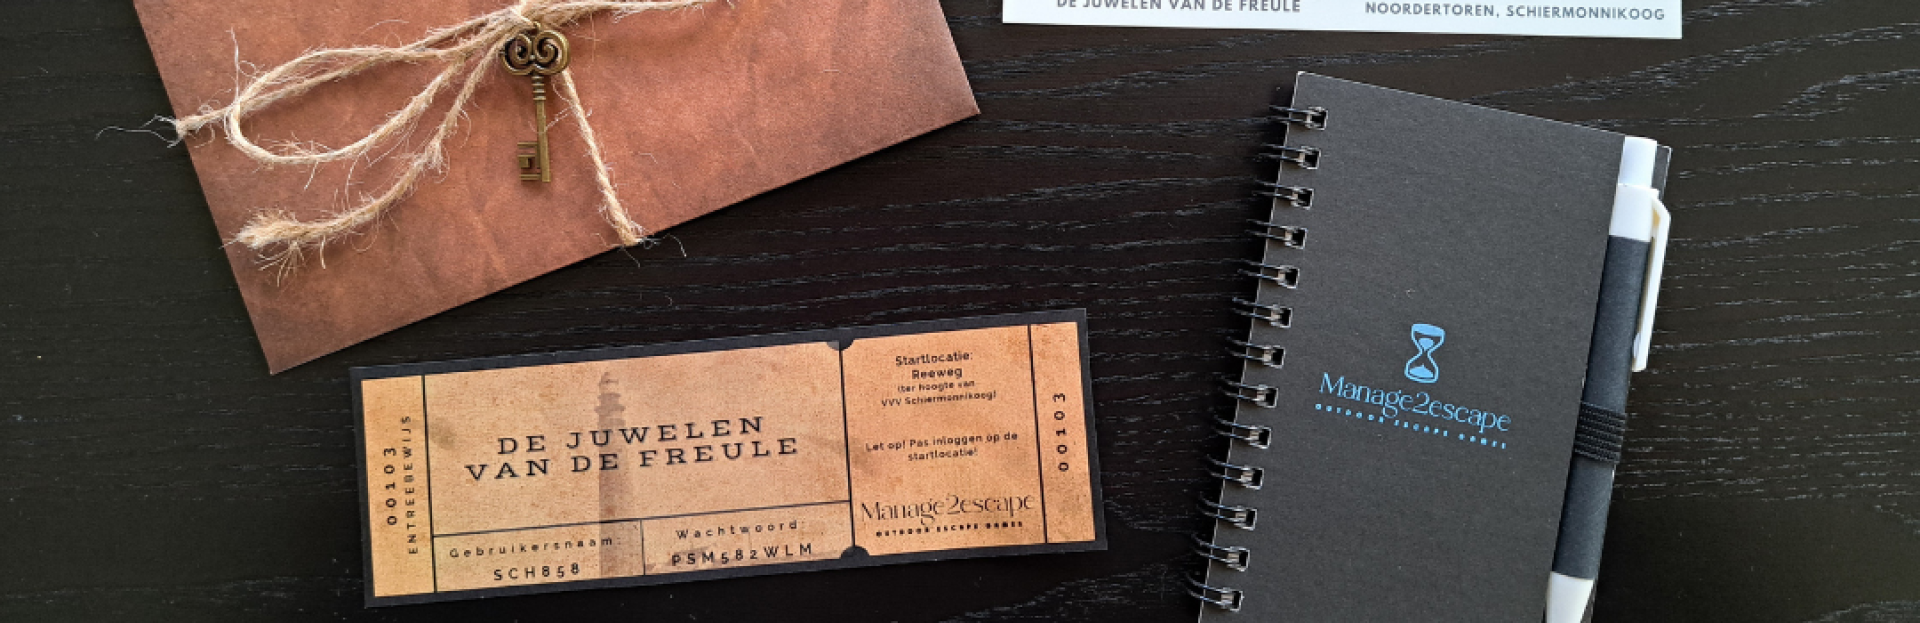 DE JUWELEN VAN DE FREULE
NOORDERTOREN, SCHIERMONNIKOOG
00103
ENTREEBEWIJS
DE JUWELEN
VAN DE FREULE
Gebruikersnaam:
SCH858
Wachtwoord:
PSM582WLM
Startlocatie:
Reeweg
(ter hoogte van
VVV Schiermonnikoog)
Let op! Pas inloggen op de
startlocatie!
Manage2escape
OUTDOOR ESCAPE GAMES
00103
Manage2escape
OUTDOOR ESCAPE GAMES